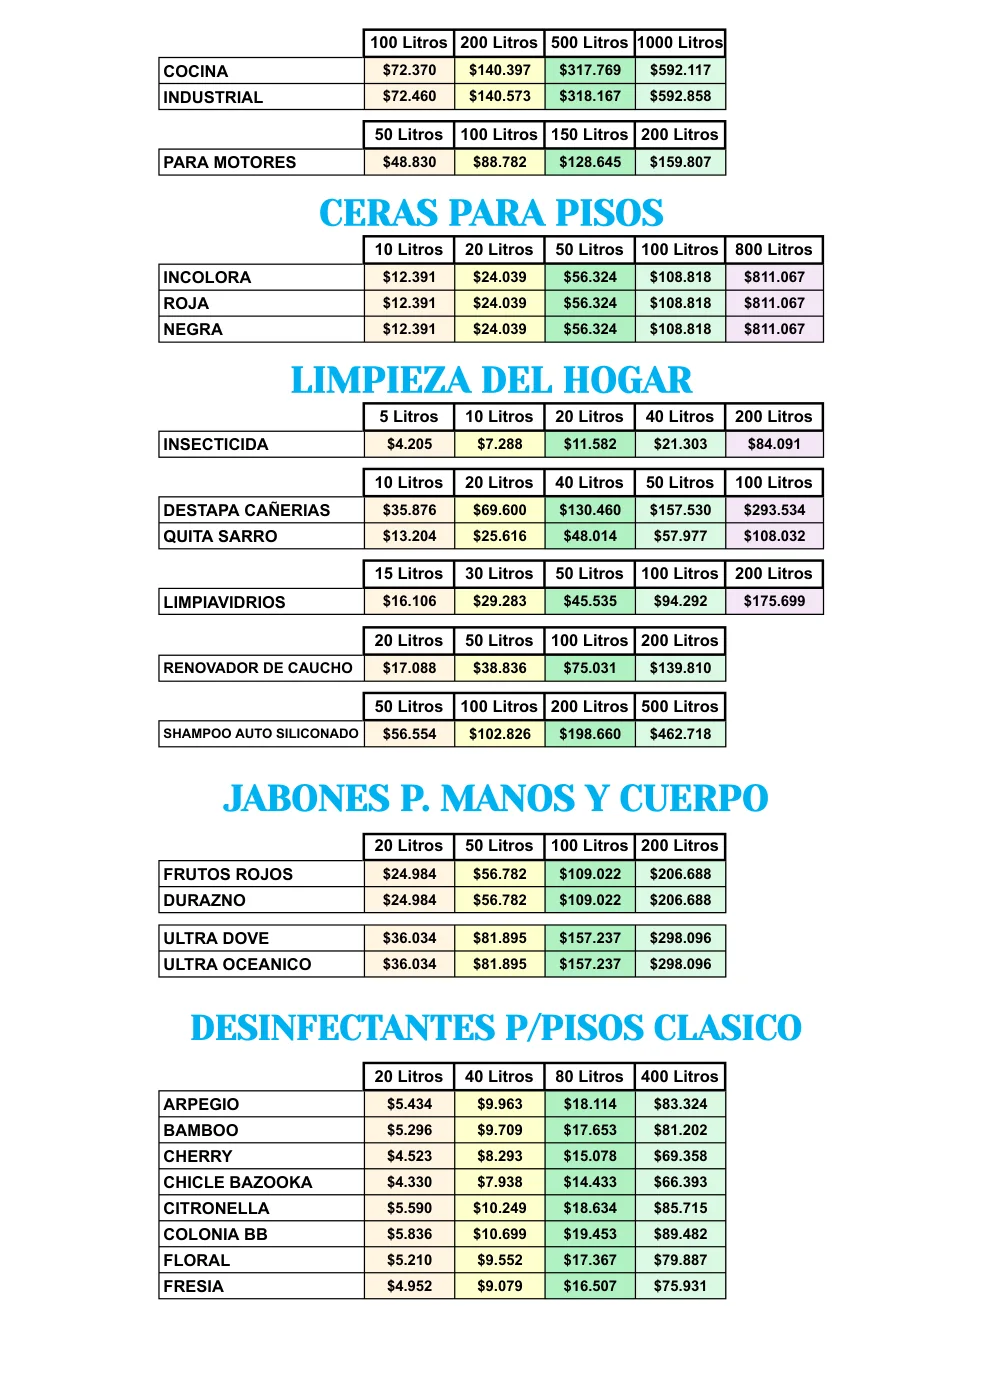 100 Litros 200 Litros 500 Litros 1000 Litros
COCINA $72.370 $140.397 $317.769 $592.117
INDUSTRIAL $72.460 $140.573 $318.167 $592.858
50 Litros 100 Litros 150 Litros 200 Litros
PARA MOTORES $48.830 $88.782 $128.645 $159.807
CERAS PARA PISOS
10 Litros 20 Litros 50 Litros 100 Litros 800 Litros
INCOLORA $12.391 $24.039 $56.324 $108.818 $811.067
ROJA $12.391 $24.039 $56.324 $108.818 $811.067
NEGRA $12.391 $24.039 $56.324 $108.818 $811.067
LIMPIEZA DEL HOGAR
5 Litros 10 Litros 20 Litros 40 Litros 200 Litros
INSECTICIDA $4.205 $7.288 $11.582 $21.303 $84.091
10 Litros 20 Litros 40 Litros 50 Litros 100 Litros
DESTAPA CAÑERIAS $35.876 $69.600 $130.460 $157.530 $293.534
QUITA SARRO $13.204 $25.616 $48.014 $57.977 $108.032
15 Litros 30 Litros 50 Litros 100 Litros 200 Litros
LIMPIAVIDRIOS $16.106 $29.283 $45.535 $94.292 $175.699
20 Litros 50 Litros 100 Litros 200 Litros
RENOVADOR DE CAUCHO $17.088 $38.836 $75.031 $139.810
50 Litros 100 Litros 200 Litros 500 Litros
SHAMPOO AUTO SILICONADO $56.554 $102.826 $198.660 $462.718
JABONES P. MANOS Y CUERPO
20 Litros 50 Litros 100 Litros 200 Litros
FRUTOS ROJOS $24.984 $56.782 $109.022 $206.688
DURAZNO $24.984 $56.782 $109.022 $206.688
ULTRA DOVE $36.034 $81.895 $157.237 $298.096
ULTRA OCEANICO $36.034 $81.895 $157.237 $298.096
DESINFECTANTES P/PISOS CLASICO
20 Litros 40 Litros 80 Litros 400 Litros
ARPEGIO $5.434 $9.963 $18.114 $83.324
BAMBOO $5.296 $9.709 $17.653 $81.202
CHERRY $4.523 $8.293 $15.078 $69.358
CHICLE BAZOOKA $4.330 $7.938 $14.433 $66.393
CITRONELLA $5.590 $10.249 $18.634 $85.715
COLONIA BB $5.836 $10.699 $19.453 $89.482
FLORAL $5.210 $9.552 $17.367 $79.887
FRESIA $4.952 $9.079 $16.507 $75.931